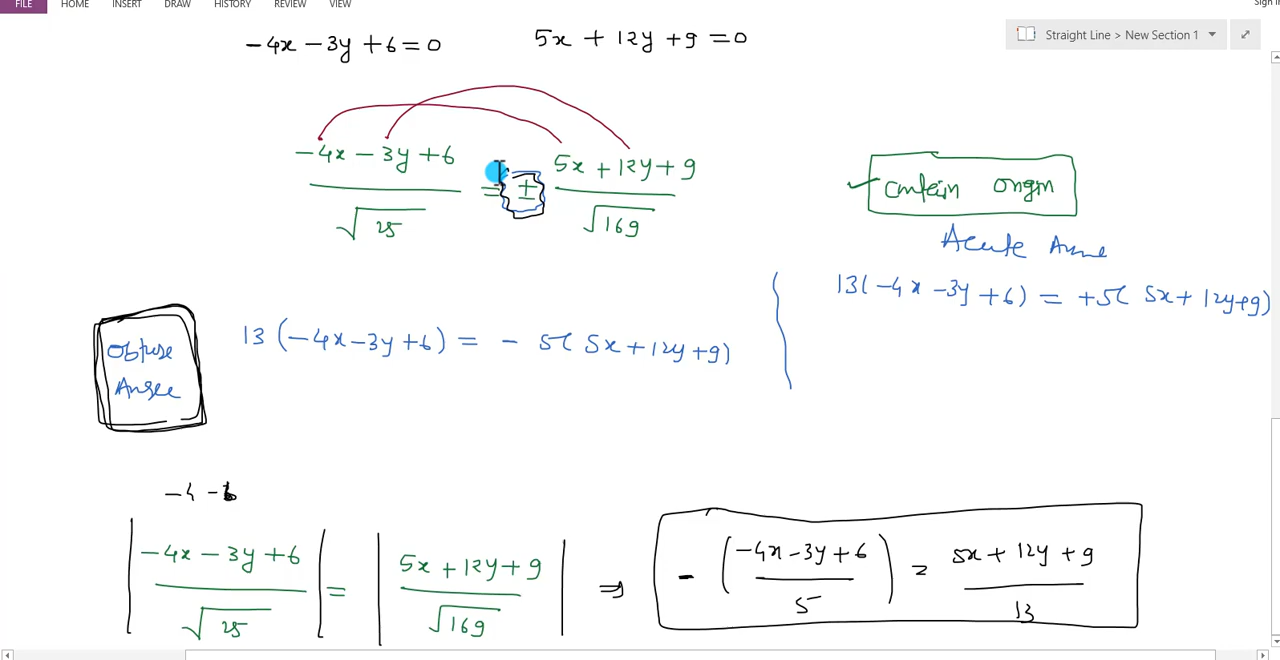 FILE HOME INSERT DRAW HISTORY REVIEW VIEW
Straight Line > New Section 1
-4x - 3y + 6 = 0    5x + 12y + 9 = 0
-4x - 3y + 6 / √25 = ± 5x + 12y + 9 / √169
Contain origin
Acute
13(-4x - 3y + 6) = +5( 5x + 12y + 9)
Obtuse
13 (-4x - 3y + 6) = - 5( 5x + 12y + 9)
|-4x - 3y + 6 / √25| = |5x + 12y + 9 / √169| ⇒ - (-4x - 3y + 6 / 5) = 5x + 12y + 9 / 13